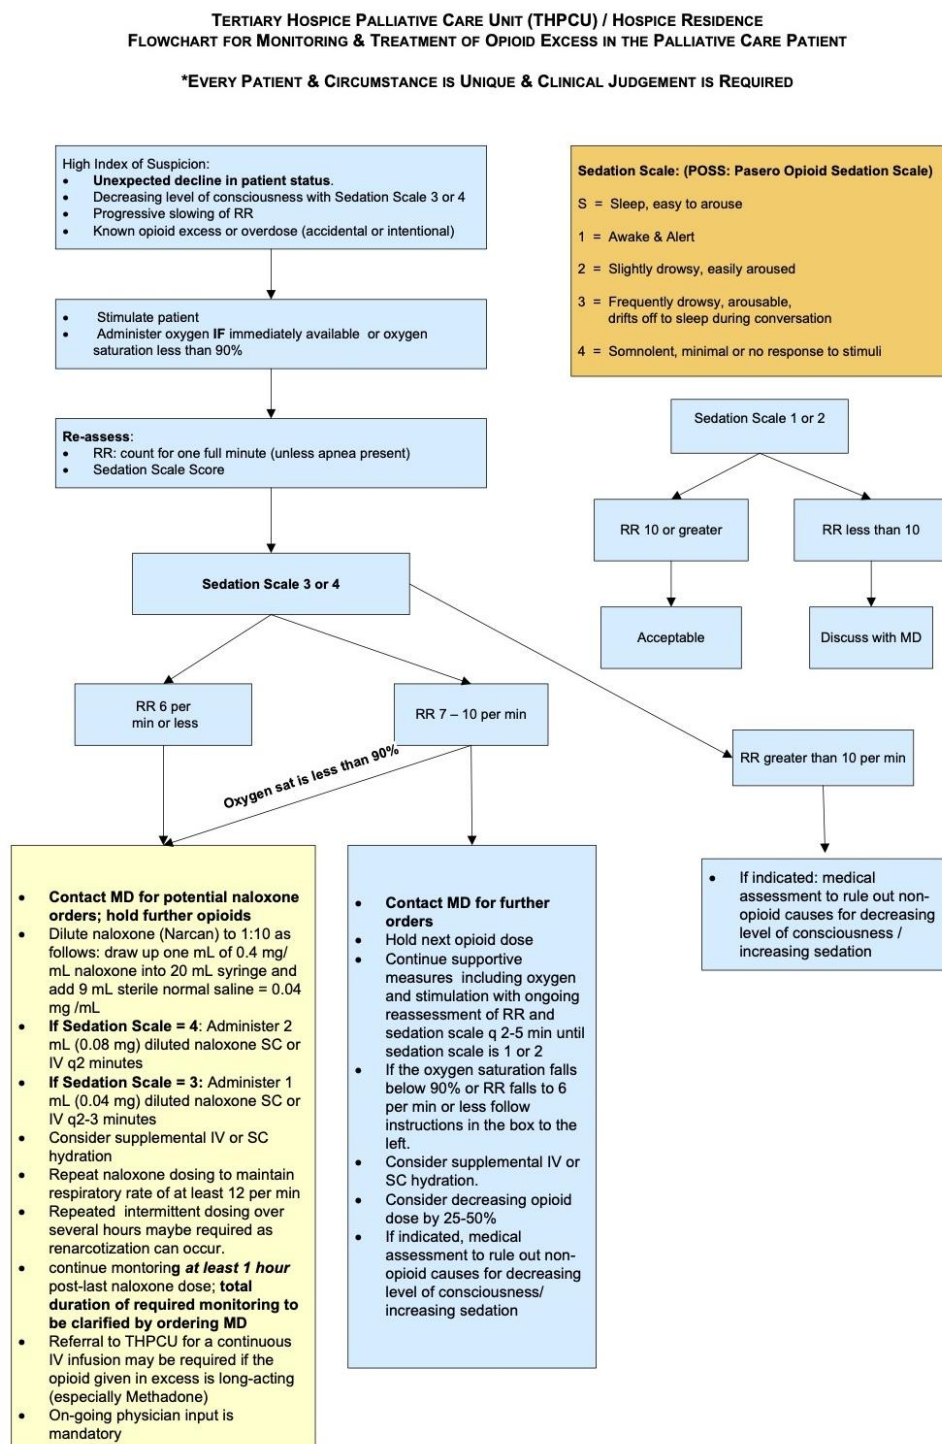 TERTIARY HOSPICE PALLIATIVE CARE UNIT (THPCU) / HOSPICE RESIDENCE
FLOWCHART FOR MONITORING & TREATMENT OF OPIOID EXCESS IN THE PALLIATIVE CARE PATIENT
*EVERY PATIENT & CIRCUMSTANCE IS UNIQUE & CLINICAL JUDGEMENT IS REQUIRED
High Index of Suspicion:
• Unexpected decline in patient status.
• Decreasing level of consciousness with Sedation Scale 3 or 4
• Progressive slowing of RR
• Known opioid excess or overdose (accidental or intentional)
• Stimulate patient
• Administer oxygen IF immediately available or oxygen
saturation less than 90%
Re-assess:
• RR: count for one full minute (unless apnea present)
• Sedation Scale Score
Sedation Scale: (POSS: Pasero Opioid Sedation Scale)
S = Sleep, easy to arouse
1 = Awake & Alert
2 = Slightly drowsy, easily aroused
3 = Frequently drowsy, arousable,
drifts off to sleep during conversation
4 = Somnolent, minimal or no response to stimuli
Sedation Scale 1 or 2
RR 10 or greater
RR less than 10
Acceptable
Discuss with MD
Sedation Scale 3 or 4
RR 6 per
min or less
RR 7 – 10 per min
RR greater than 10 per min
Oxygen sat is less than 90%
• Contact MD for potential naloxone
orders; hold further opioids
• Dilute naloxone (Narcan) to 1:10 as
follows: draw up one mL of 0.4 mg/
mL naloxone into 20 mL syringe and
add 9 mL sterile normal saline = 0.04
mg /mL
• If Sedation Scale = 4: Administer 2
mL (0.08 mg) diluted naloxone SC or
IV q2 minutes
• If Sedation Scale = 3: Administer 1
mL (0.04 mg) diluted naloxone SC or
IV q2-3 minutes
• Consider supplemental IV or SC
hydration
• Repeat naloxone dosing to maintain
respiratory rate of at least 12 per min
• Repeated intermittent dosing over
several hours maybe required as
renarcotization can occur.
• continue montoring at least 1 hour
post-last naloxone dose; total
duration of required monitoring to
be clarified by ordering MD
• Referral to THPCU for a continuous
IV infusion may be required if the
opioid given in excess is long-acting
(especially Methadone)
• On-going physician input is
mandatory
• Contact MD for further
orders
• Hold next opioid dose
• Continue supportive
measures including oxygen
and stimulation with ongoing
reassessment of RR and
sedation scale q 2-5 min until
sedation scale is 1 or 2
• If the oxygen saturation falls
below 90% or RR falls to 6
per min or less follow
instructions in the box to the
left.
• Consider supplemental IV or
SC hydration.
• Consider decreasing opioid
dose by 25-50%
• If indicated, medical
assessment to rule out non-
opioid causes for decreasing
level of consciousness/
increasing sedation
• If indicated: medical
assessment to rule out non-
opioid causes for decreasing
level of consciousness /
increasing sedation